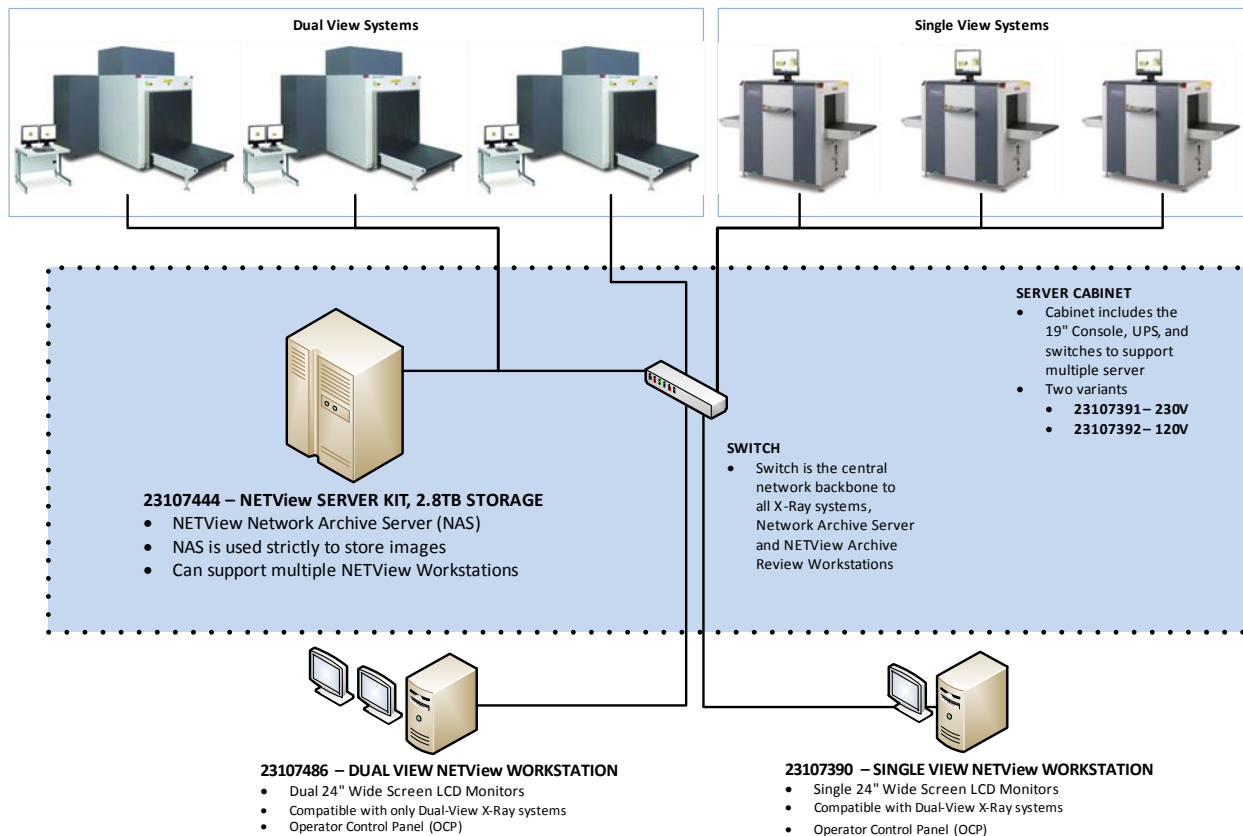 Dual View Systems
Single View Systems
SERVER CABINET
• Cabinet includes the
19" Console, UPS, and
switches to support
multiple server
• Two variants
• 23107391 – 230V
• 23107392 – 120V
SWITCH
• Switch is the central
network backbone to
all X-Ray systems,
Network Archive Server
and NETView Archive
Review Workstations
23107444 – NETView SERVER KIT, 2.8TB STORAGE
• NETView Network Archive Server (NAS)
• NAS is used strictly to store images
• Can support multiple NETView Workstations
23107486 – DUAL VIEW NETView WORKSTATION
• Dual 24" Wide Screen LCD Monitors
• Compatible with only Dual-View X-Ray systems
• Operator Control Panel (OCP)
23107390 – SINGLE VIEW NETView WORKSTATION
• Single 24" Wide Screen LCD Monitors
• Compatible with Dual-View X-Ray systems
• Operator Control Panel (OCP)